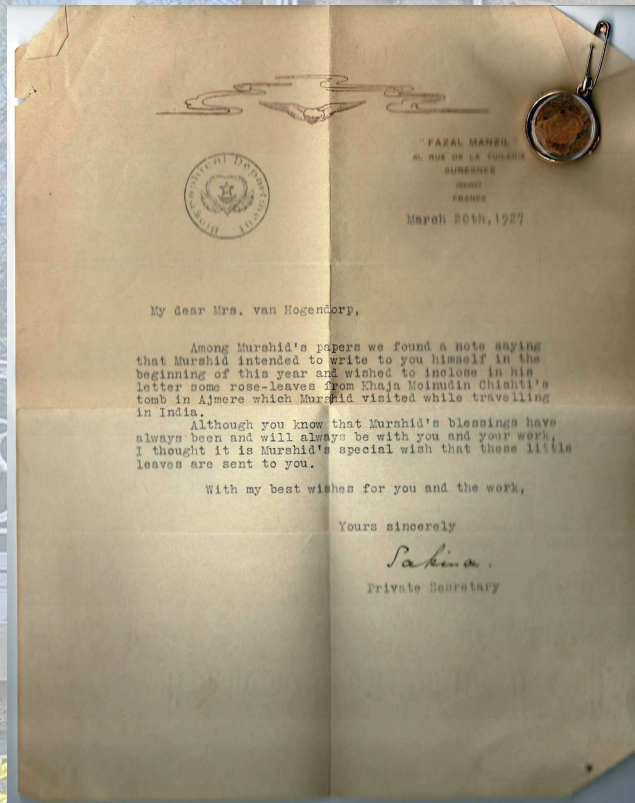 "FAZAL MANZIL"
41, RUE DE LA TUILERIE
SURESNES
FRANCE
Biographical Department
March 20th,1927
My dear Mrs. van Hogendorp,
Among Murshid's papers we found a note saying
that Murshid intended to write to you himself in the
beginning of this year and wished to inclose in his
letter some rose-leaves from Khaja Moinudin Chishti's
tomb in Ajmere which Murshid visited while travelling
in India.
Although you know that Murshid's blessings have
always been and will always be with you and your work,
I thought it is Murshid's special wish that these little
leaves are sent to you.
With my best wishes for you and the work,
Yours sincerely
Sakina.
Private Secretary